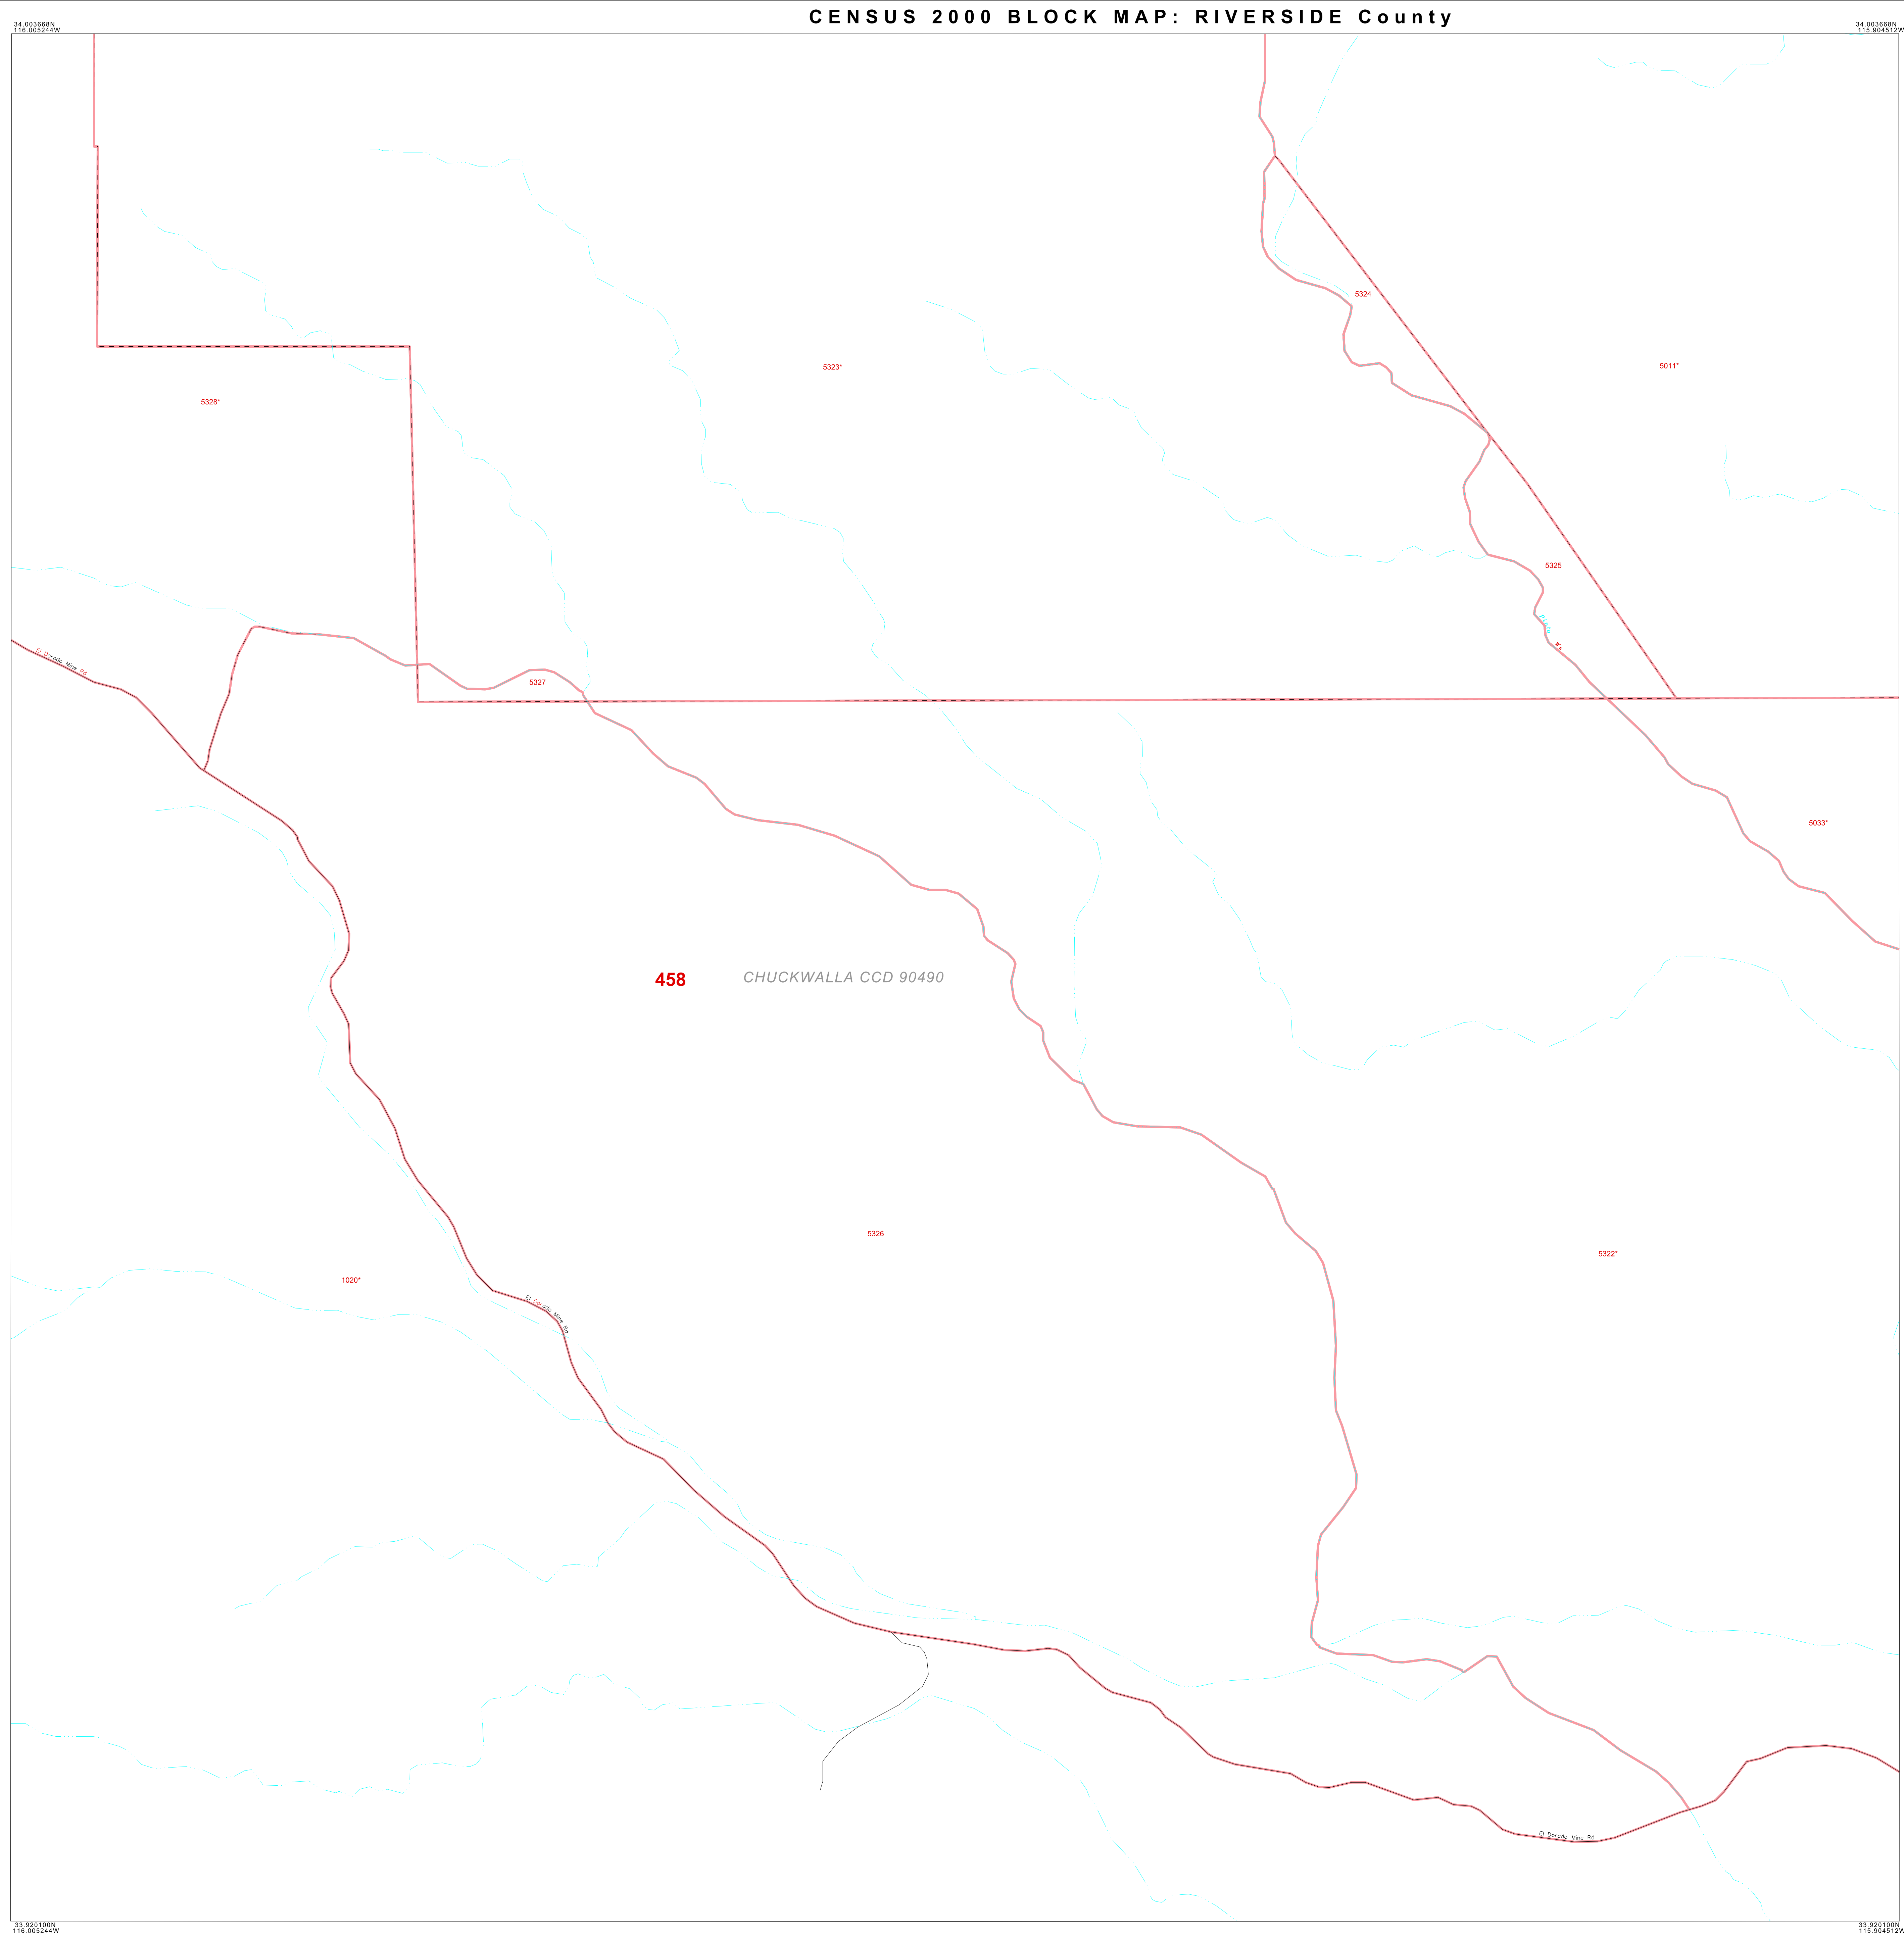 CENSUS 2000 BLOCK MAP: RIVERSIDE County
34.003668N
116.005244W
34.003668N
115.904512W
5324
5323*
5011*
5328*
5325
El Dorado Mine Rd
5327
5033*
458
CHUCKWALLA CCD 90490
5326
5322*
1020*
El Dorado Mine Rd
El Dorado Mine Rd
33.920100N
116.005244W
33.920100N
115.904512W